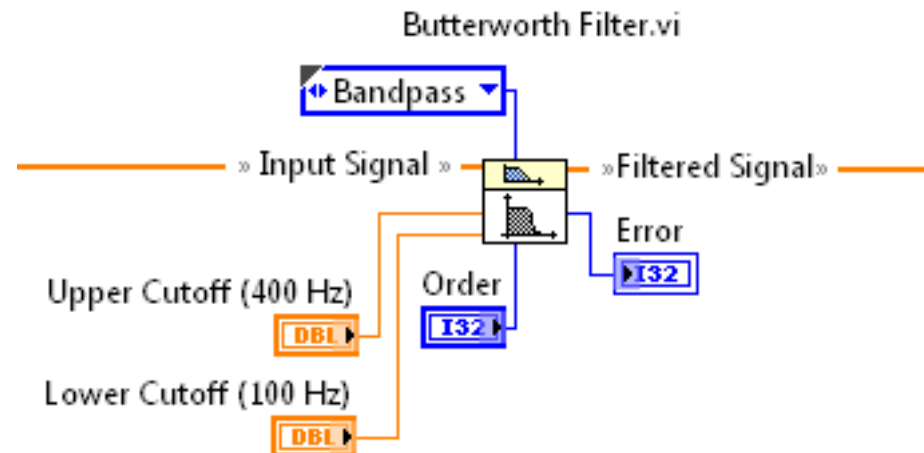 Butterworth Filter.vi
Bandpass
» Input Signal »
»Filtered Signal»
Error
I32
Upper Cutoff (400 Hz)
Order
DBL
I32
Lower Cutoff (100 Hz)
DBL